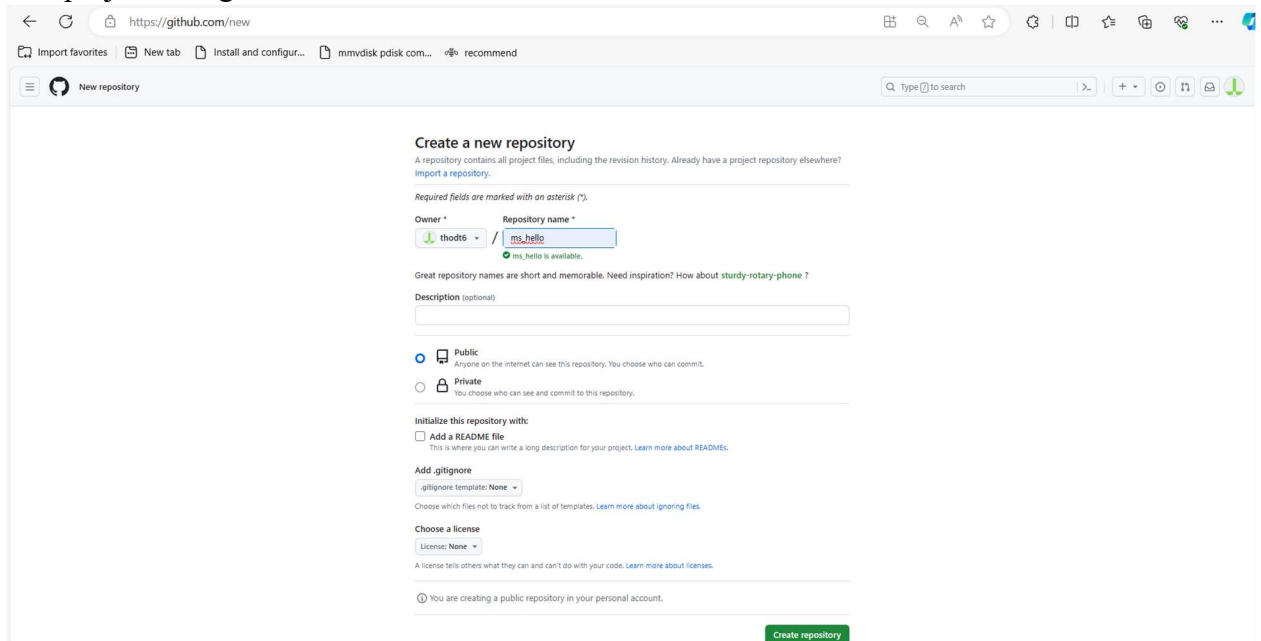 https://github.com/new
Import favorites New tab Install and configur... mmvdisk pdisk com... recommend
New repository
Type / to search
Create a new repository
A repository contains all project files, including the revision history. Already have a project repository elsewhere?
Import a repository.
Required fields are marked with an asterisk (*).
Owner * Repository name *
thodt6 / ms_hello
ms_hello is available.
Great repository names are short and memorable. Need inspiration? How about sturdy-rotary-phone ?
Description (optional)
Public
Anyone on the internet can see this repository. You choose who can commit.
Private
You choose who can see and commit to this repository.
Initialize this repository with:
Add a README file
This is where you can write a long description for your project. Learn more about READMEs.
Add .gitignore
.gitignore template: None
Choose which files not to track from a list of templates. Learn more about ignoring files.
Choose a license
License: None
A license tells others what they can and can't do with your code. Learn more about licenses.
You are creating a public repository in your personal account.
Create repository